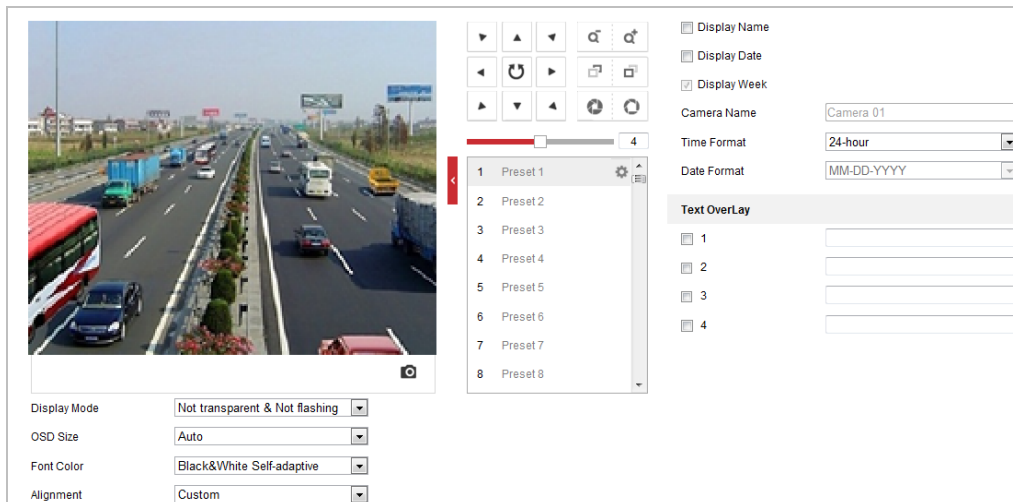 Display Name
Display Date
Display Week
Camera Name Camera 01
Time Format 24-hour
Date Format MM-DD-YYYY
Text OverLay
1
2
3
4
4
1 Preset 1
2 Preset 2
3 Preset 3
4 Preset 4
5 Preset 5
6 Preset 6
7 Preset 7
8 Preset 8
Display Mode Not transparent & Not flashing
OSD Size Auto
Font Color Black&White Self-adaptive
Alignment Custom